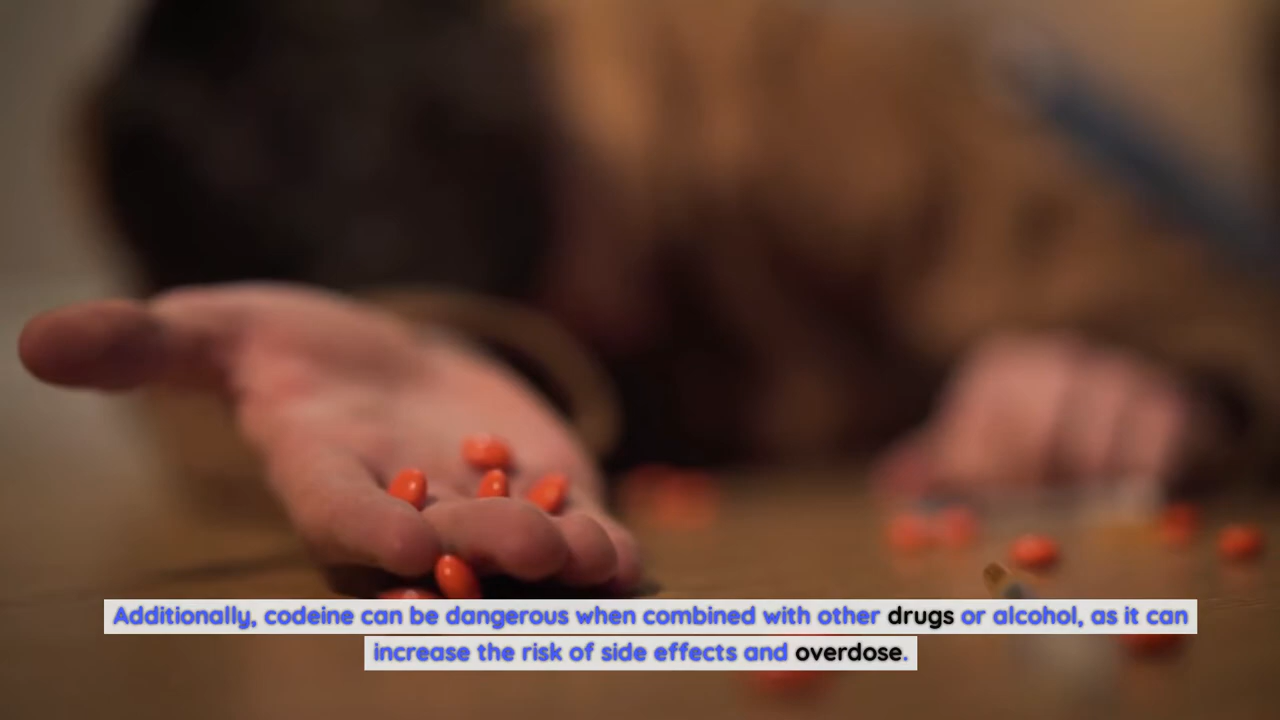 Additionally, codeine can be dangerous when combined with other drugs or alcohol, as it can
increase the risk of side effects and overdose.